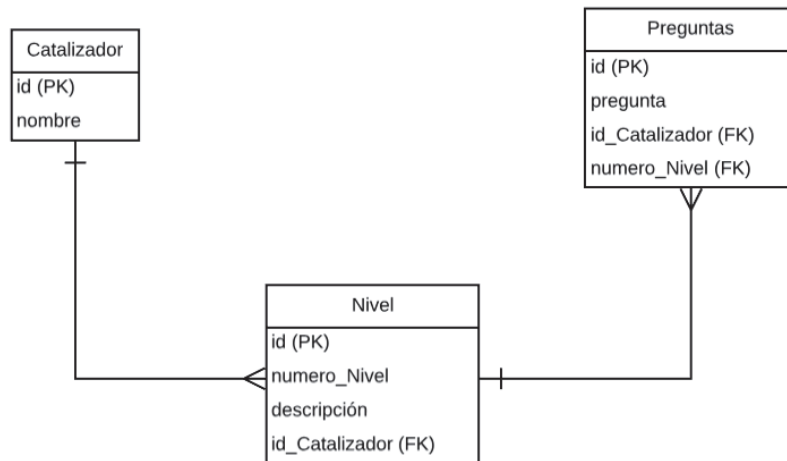 Catalizador
id (PK)
nombre
Preguntas
id (PK)
pregunta
id_Catalizador (FK)
numero_Nivel (FK)
Nivel
id (PK)
numero_Nivel
descripción
id_Catalizador (FK)